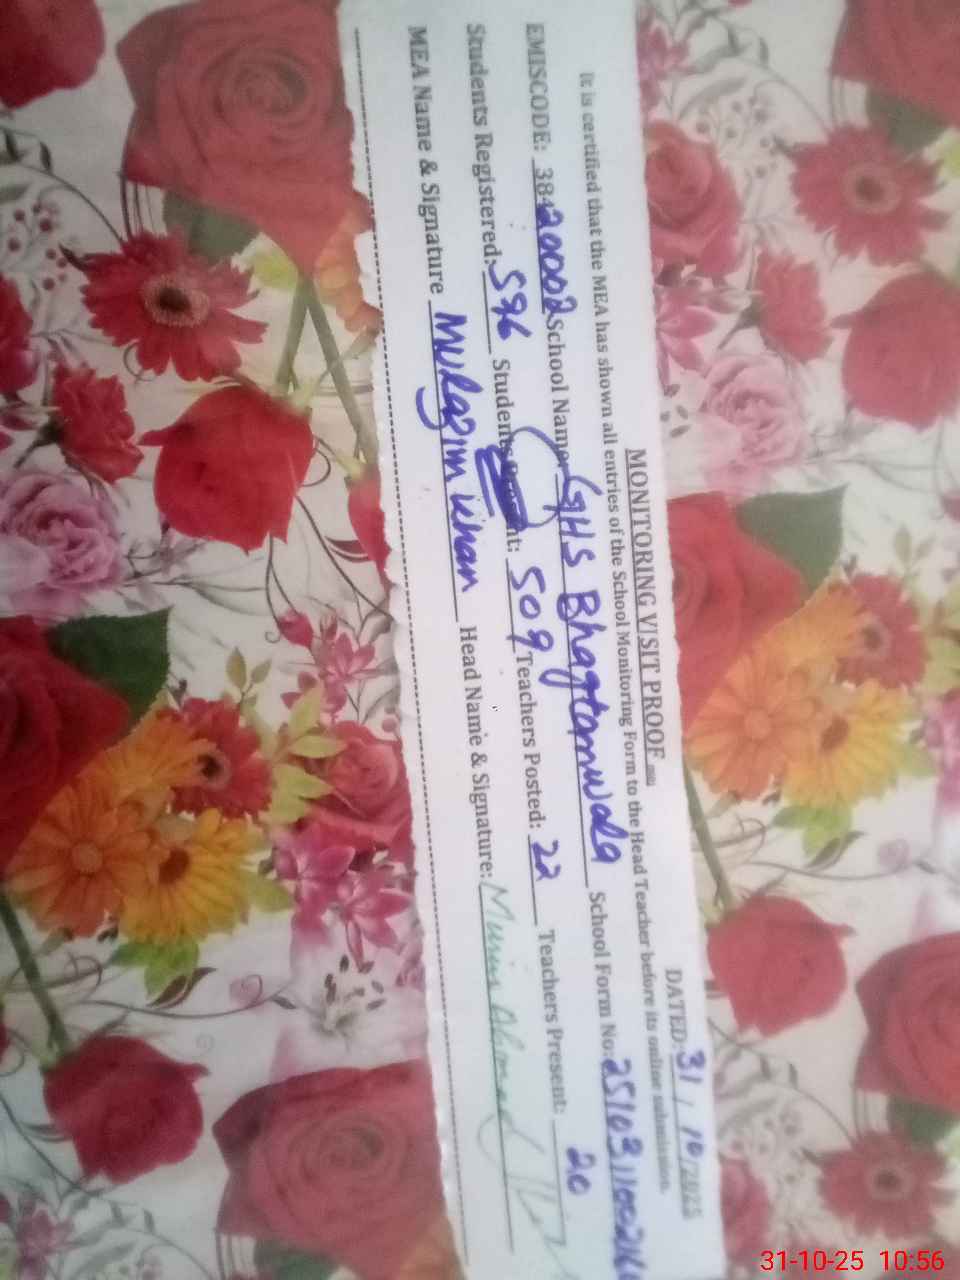 MONITORING VISIT PROOF
DATED: 31/10/2025
It is certified that the MEA has shown all entries of the School Monitoring Form to the Head Teacher before its online submission.
EMISCODE: 38420002 School Name: GHS Bhggtanwala School Form No:
Students Registered: 596 Students Present: 509 Teachers Posted: 22 Teachers Present: 20
MEA Name & Signature Mulazim Khan Head Name & Signature:
31-10-25 10:56